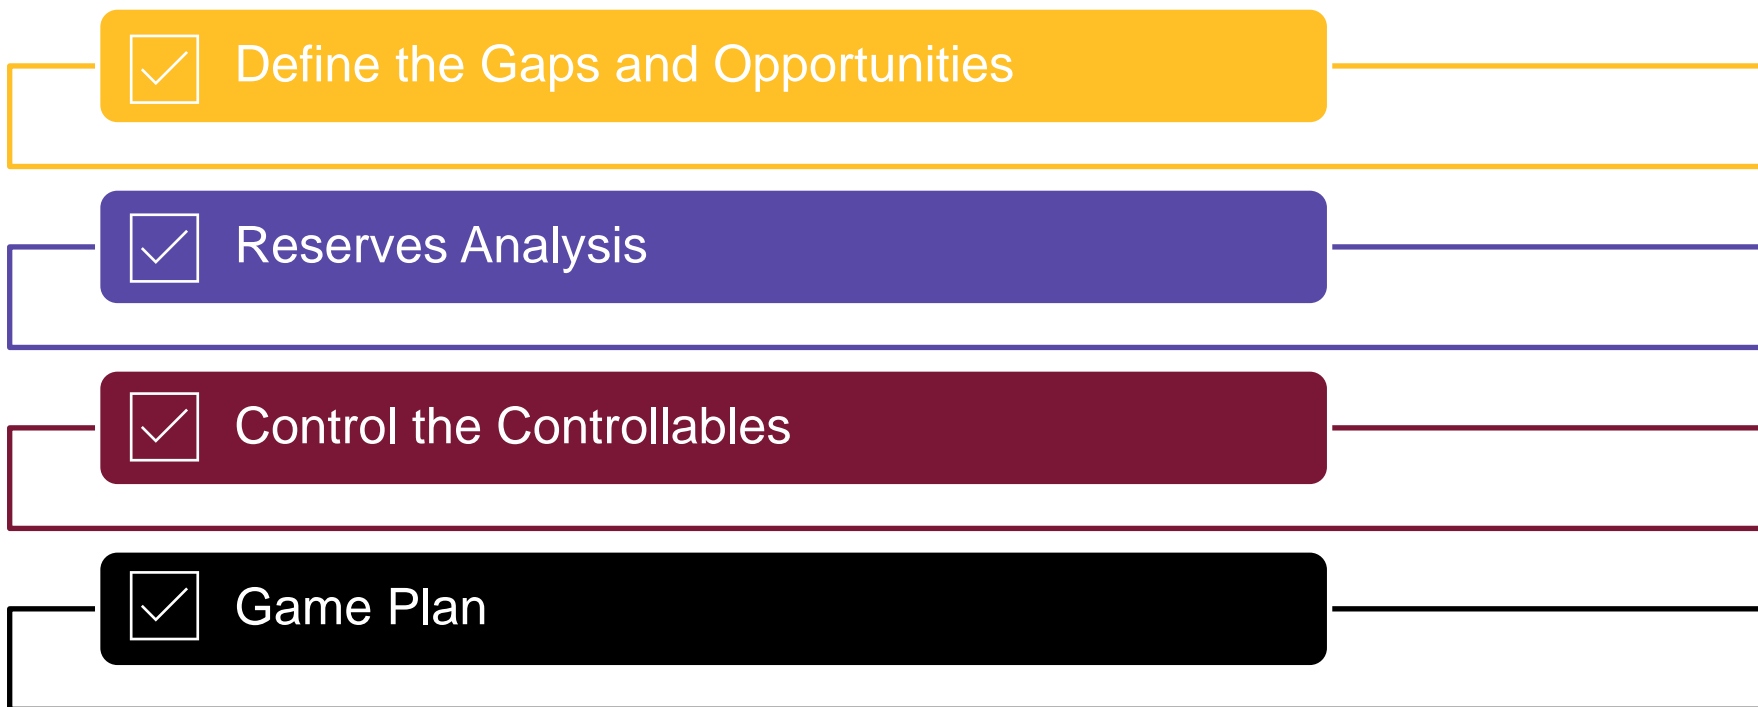 Define the Gaps and Opportunities
Reserves Analysis
Control the Controllables
Game Plan